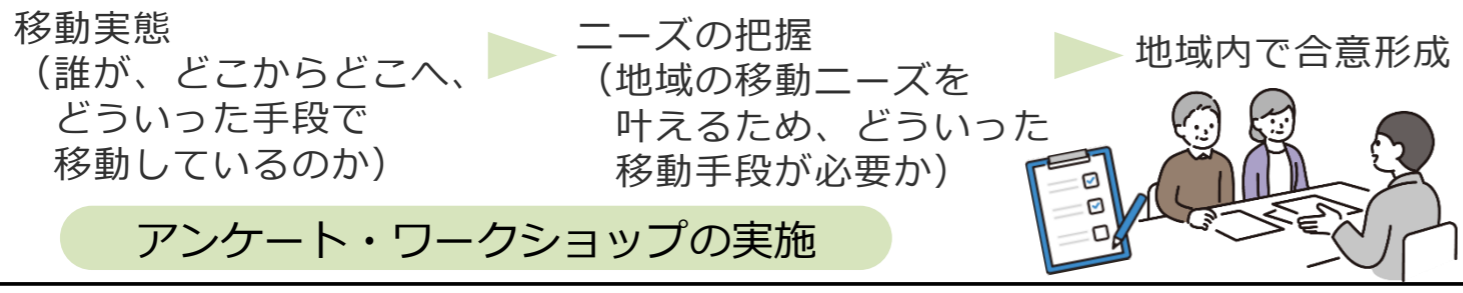 移動実態
（誰が、どこからどこへ、
どういった手段で
移動しているのか）
ニーズの把握
（地域の移動ニーズを
叶えるため、どういった
移動手段が必要か）
地域内で合意形成
アンケート・ワークショップの実施